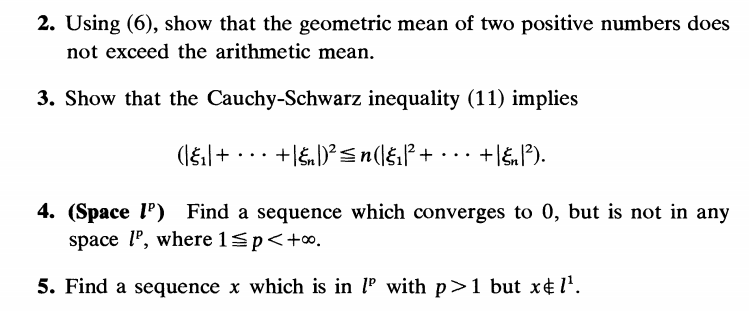 2. Using (6), show that the geometric mean of two positive numbers does
not exceed the arithmetic mean.
3. Show that the Cauchy-Schwarz inequality (11) implies
(|ξ₁| + · · · + |ξₙ|)² ≦ n(|ξ₁|² + · · · + |ξₙ|²).
4. (Space lᵖ) Find a sequence which converges to 0, but is not in any
space lᵖ, where 1 ≦ p < +∞.
5. Find a sequence x which is in lᵖ with p > 1 but x ∉ l¹.